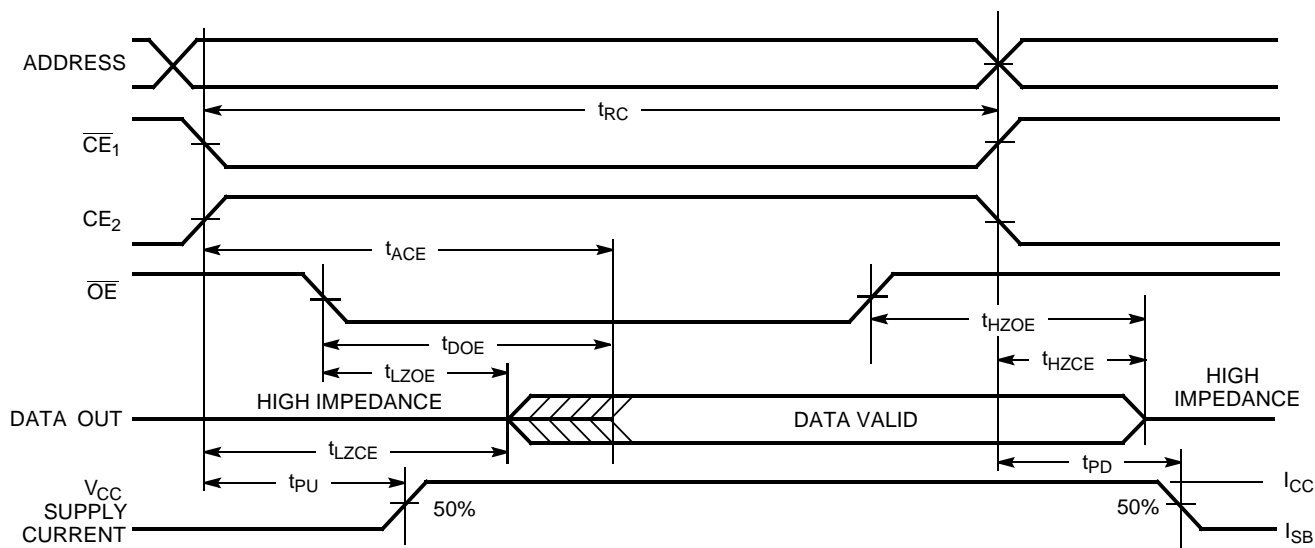 ADDRESS
tRC
CE1
CE2
tACE
OE
tHZOE
tDOE
tHZCE
tLZOE
HIGH IMPEDANCE
HIGH IMPEDANCE
DATA OUT
DATA VALID
tLZCE
tPD
tPU
VCC SUPPLY CURRENT
50%
50%
ICC
ISB